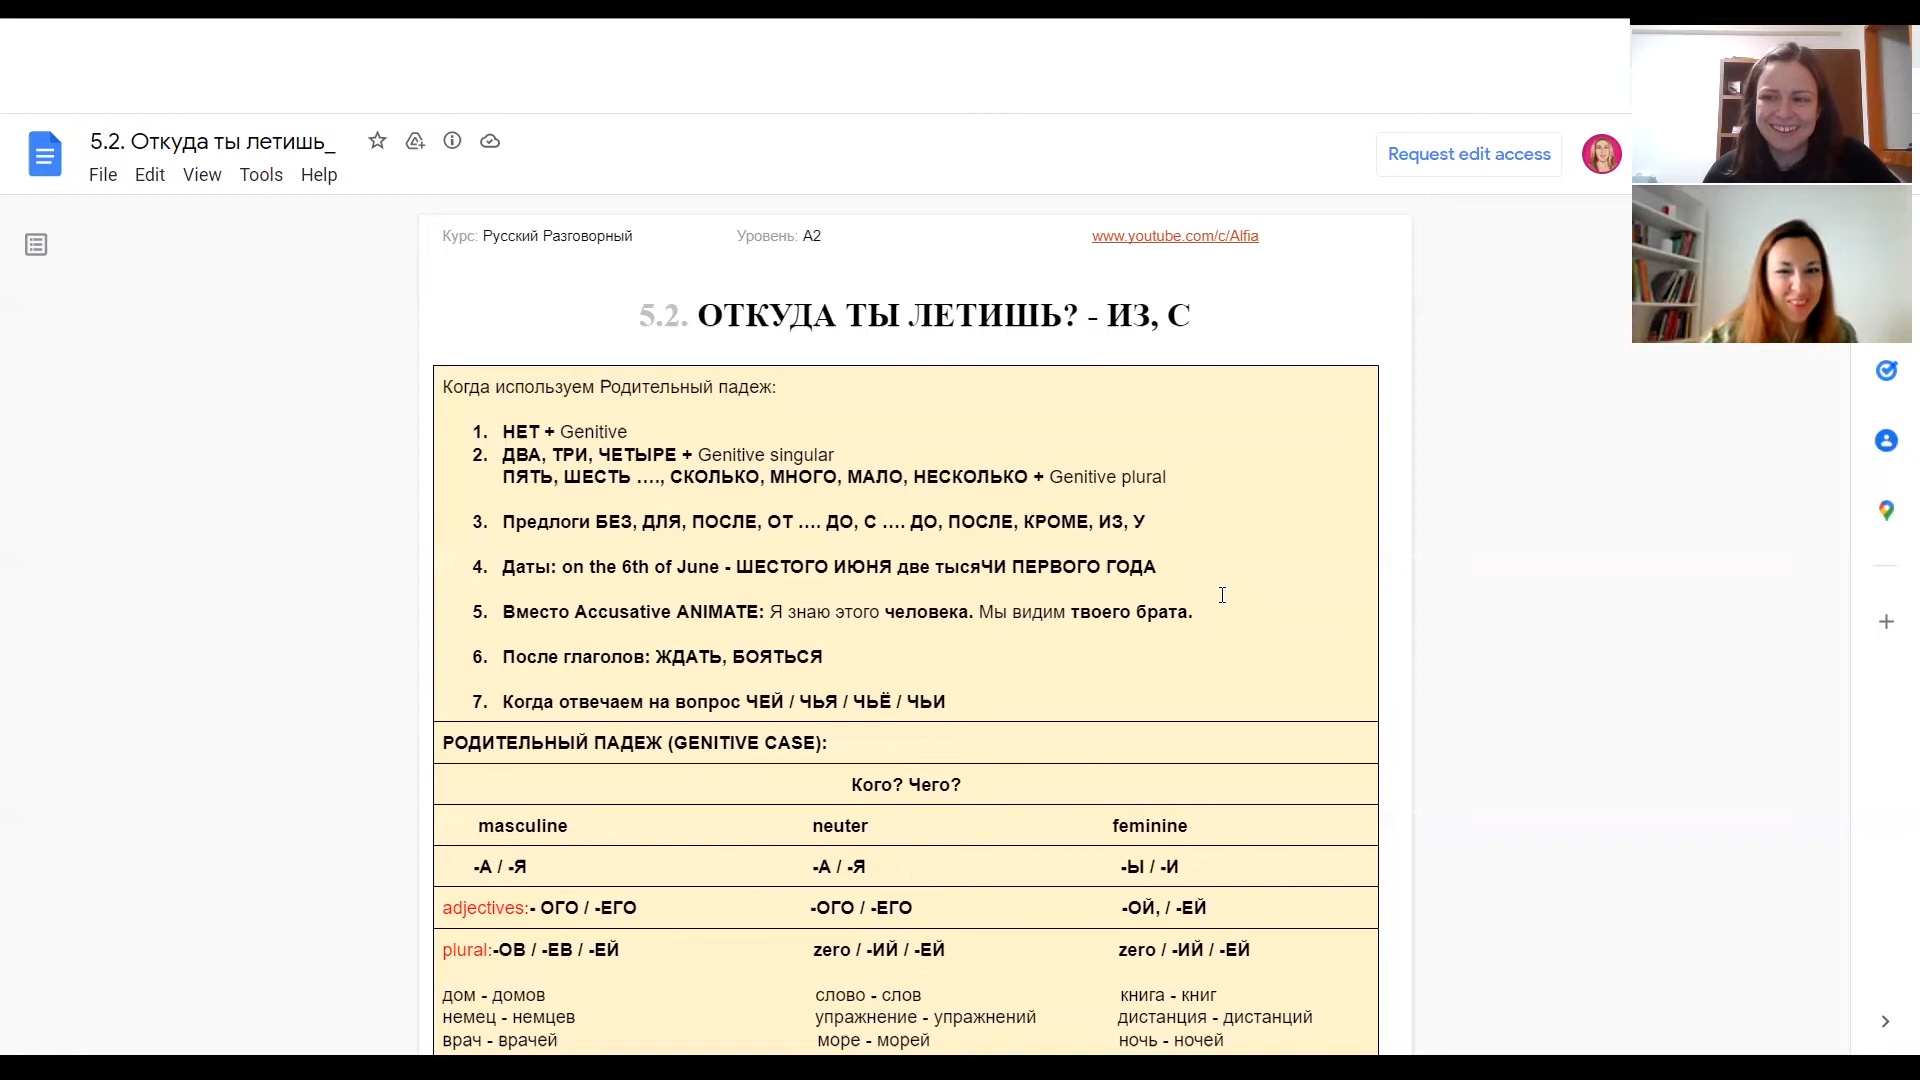 5.2. Откуда ты летишь_
File Edit View Tools Help
Request edit access
Курс: Русский Разговорный Уровень: А2 www.youtube.com/c/Alfia
5.2. ОТКУДА ТЫ ЛЕТИШЬ? - ИЗ, С
Когда используем Родительный падеж:
1. НЕТ + Genitive
2. ДВА, ТРИ, ЧЕТЫРЕ + Genitive singular
ПЯТЬ, ШЕСТЬ …., СКОЛЬКО, МНОГО, МАЛО, НЕСКОЛЬКО + Genitive plural
3. Предлоги БЕЗ, ДЛЯ, ПОСЛЕ, ОТ …. ДО, С …. ДО, ПОСЛЕ, КРОМЕ, ИЗ, У
4. Даты: on the 6th of June - ШЕСТОГО ИЮНЯ две тысяЧИ ПЕРВОГО ГОДА
5. Вместо Accusative ANIMATE: Я знаю этого человека. Мы видим твоего брата.
6. После глаголов: ЖДАТЬ, БОЯТЬСЯ
7. Когда отвечаем на вопрос ЧЕЙ / ЧЬЯ / ЧЬЁ / ЧЬИ
РОДИТЕЛЬНЫЙ ПАДЕЖ (GENITIVE CASE):
Кого? Чего?
masculine neuter feminine
-А / -Я -А / -Я -Ы / -И
adjectives:- ОГО / -ЕГО -ОГО / -ЕГО -ОЙ, / -ЕЙ
plural:-ОВ / -ЕВ / -ЕЙ zero / -ИЙ / -ЕЙ zero / -ИЙ / -ЕЙ
дом - домов слово - слов книга - книг
немец - немцев упражнение - упражнений дистанция - дистанций
врач - врачей море - морей ночь - ночей